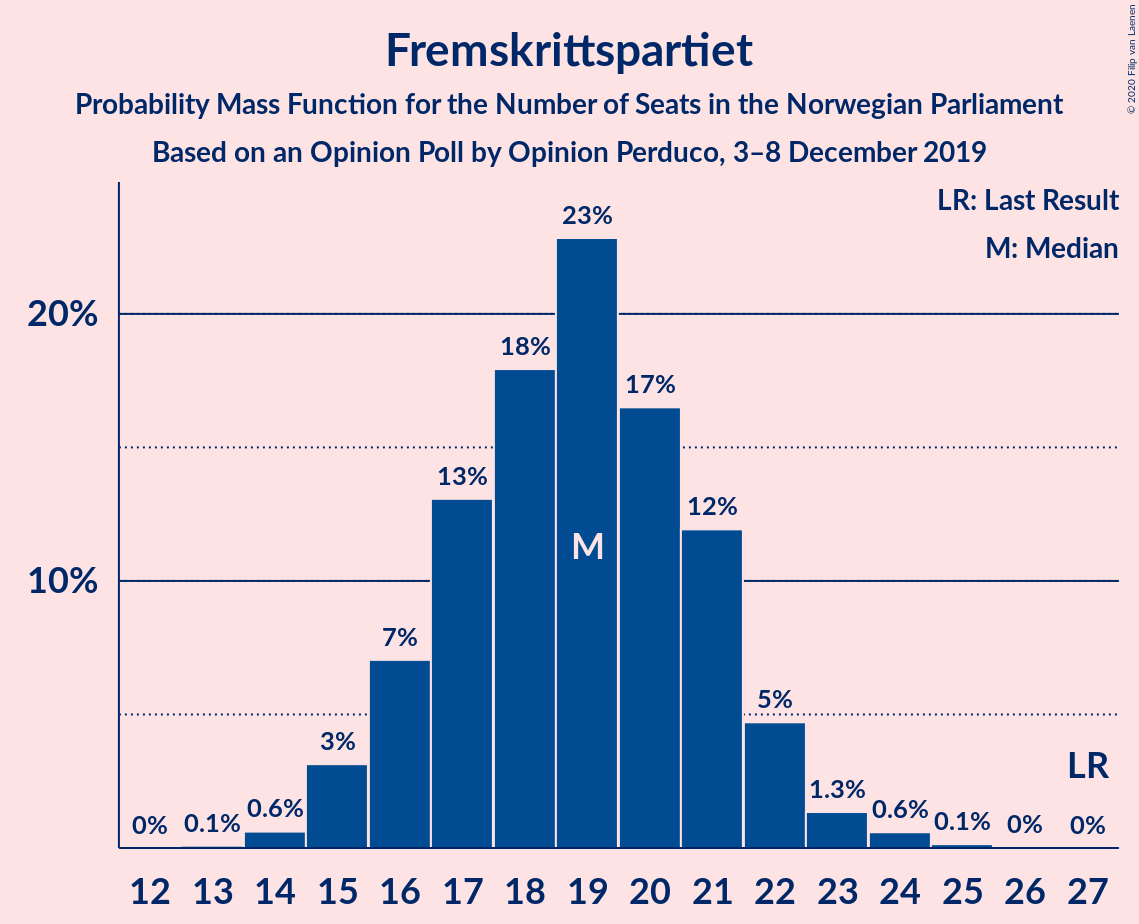 Fremskrittspartiet
Probability Mass Function for the Number of Seats in the Norwegian Parliament
Based on an Opinion Poll by Opinion Perduco, 3–8 December 2019
© 2020 Filip van Laenen
LR: Last Result
M: Median
20%
10%
0%
0.1%
0.6%
3%
7%
13%
18%
23%
17%
12%
5%
1.3%
0.6%
0.1%
0%
0%
M
LR
12 13 14 15 16 17 18 19 20 21 22 23 24 25 26 27